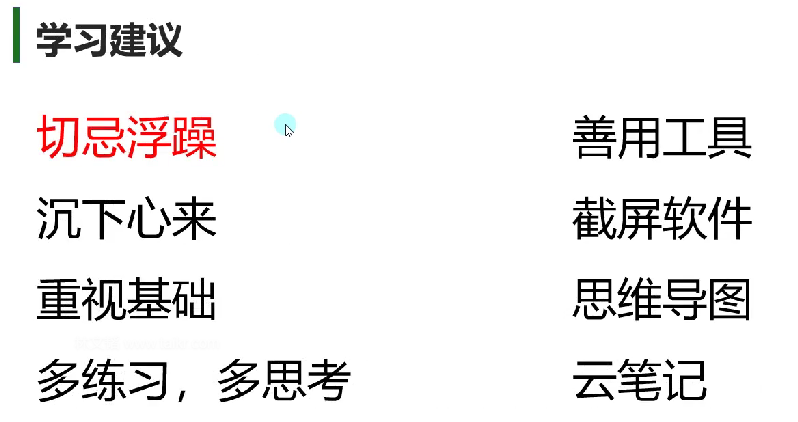 学习建议
切忌浮躁
沉下心来
重视基础
多练习，多思考
善用工具
截屏软件
思维导图
云笔记